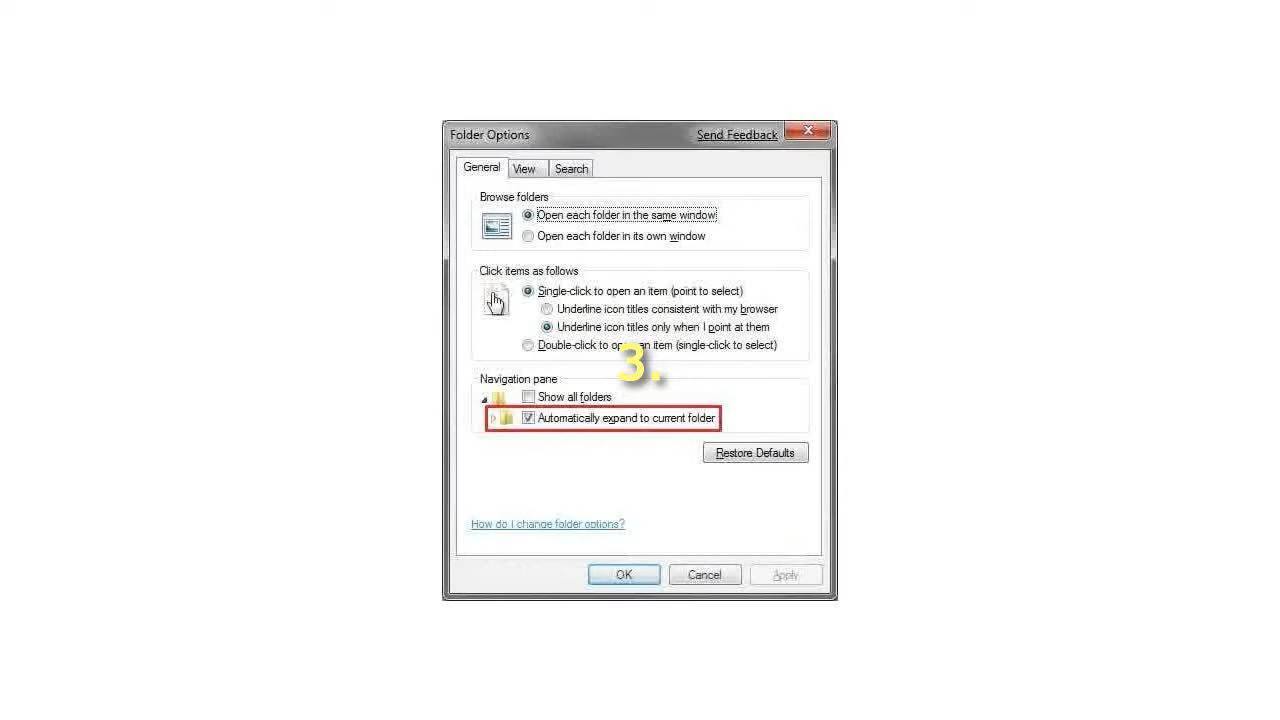 Folder Options
Send Feedback
General View Search
Browse folders
Open each folder in the same window
Open each folder in its own window
Click items as follows
Single-click to open an item (point to select)
Underline icon titles consistent with my browser
Underline icon titles only when I point at them
Double-click to open an item (single-click to select)
3.
Navigation pane
Show all folders
Automatically expand to current folder
Restore Defaults
How do I change folder options?
OK Cancel Apply